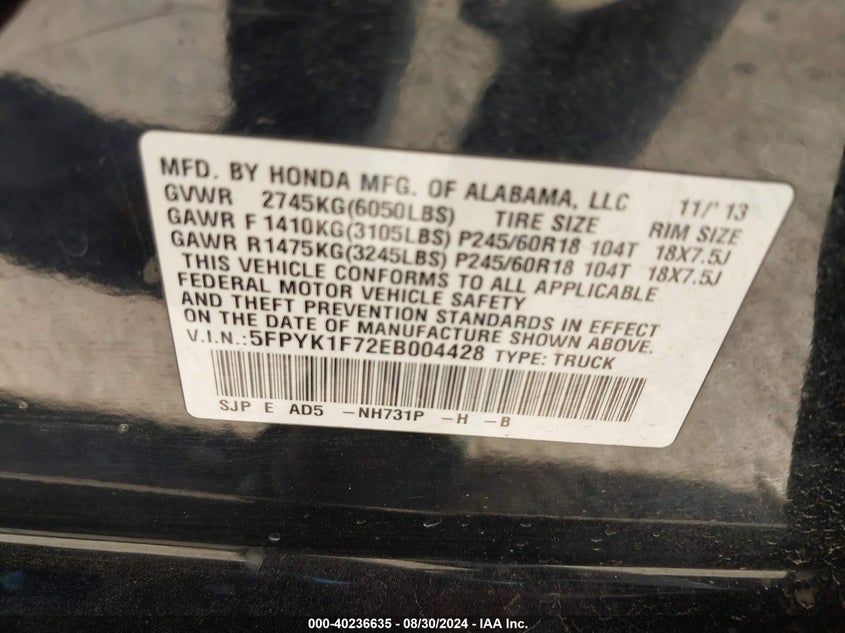 MFD. BY HONDA MFG. OF ALABAMA, LLC 11/' 13
GVWR 2745KG(6050LBS) TIRE SIZE RIM SIZE
GAWR F 1410KG(3105LBS) P245/60R18 104T 18X7.5J
GAWR R 1475KG(3245LBS) P245/60R18 104T 18X7.5J
THIS VEHICLE CONFORMS TO ALL APPLICABLE
FEDERAL MOTOR VEHICLE SAFETY
AND THEFT PREVENTION STANDARDS IN EFFECT
ON THE DATE OF MANUFACTURE SHOWN ABOVE.
V.I.N.:5FPYK1F72EB004428 TYPE: TRUCK
SJP E AD5 -NH731P -H -B
000-40236635 - 08/30/2024 - IAA Inc.